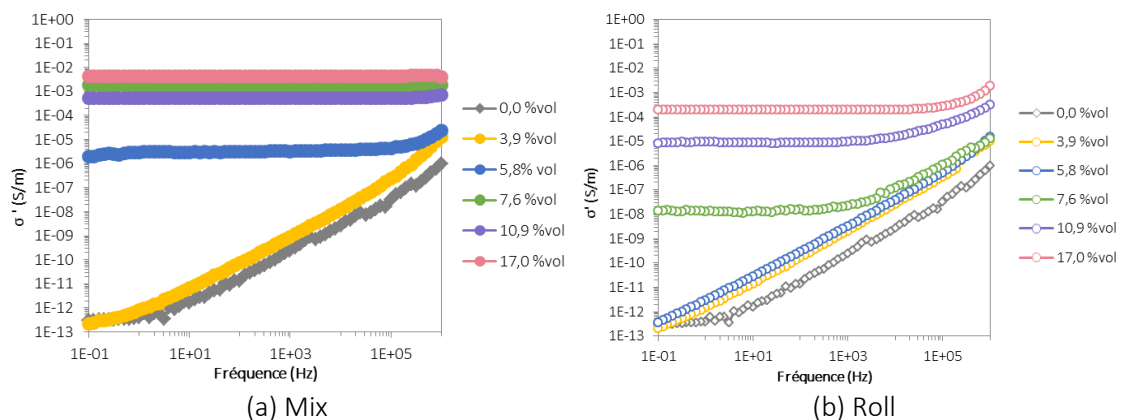 1E+00
1E-01
1E-02
1E-03
1E-04
1E-05
1E-06
1E-07
1E-08
1E-09
1E-10
1E-11
1E-12
1E-13
σ' (S/m)
1E-01 1E+01 1E+03 1E+05
Fréquence (Hz)
0,0 %vol
3,9 %vol
5,8% vol
7,6 %vol
10,9 %vol
17,0 %vol
(a) Mix
1E+00
1E-01
1E-02
1E-03
1E-04
1E-05
1E-06
1E-07
1E-08
1E-09
1E-10
1E-11
1E-12
1E-13
σ' (S/m)
1E-01 1E+01 1E+03 1E+05
Fréquence (Hz)
0,0 %vol
3,9 %vol
5,8 %vol
7,6 %vol
10,9 %vol
17,0 %vol
(b) Roll